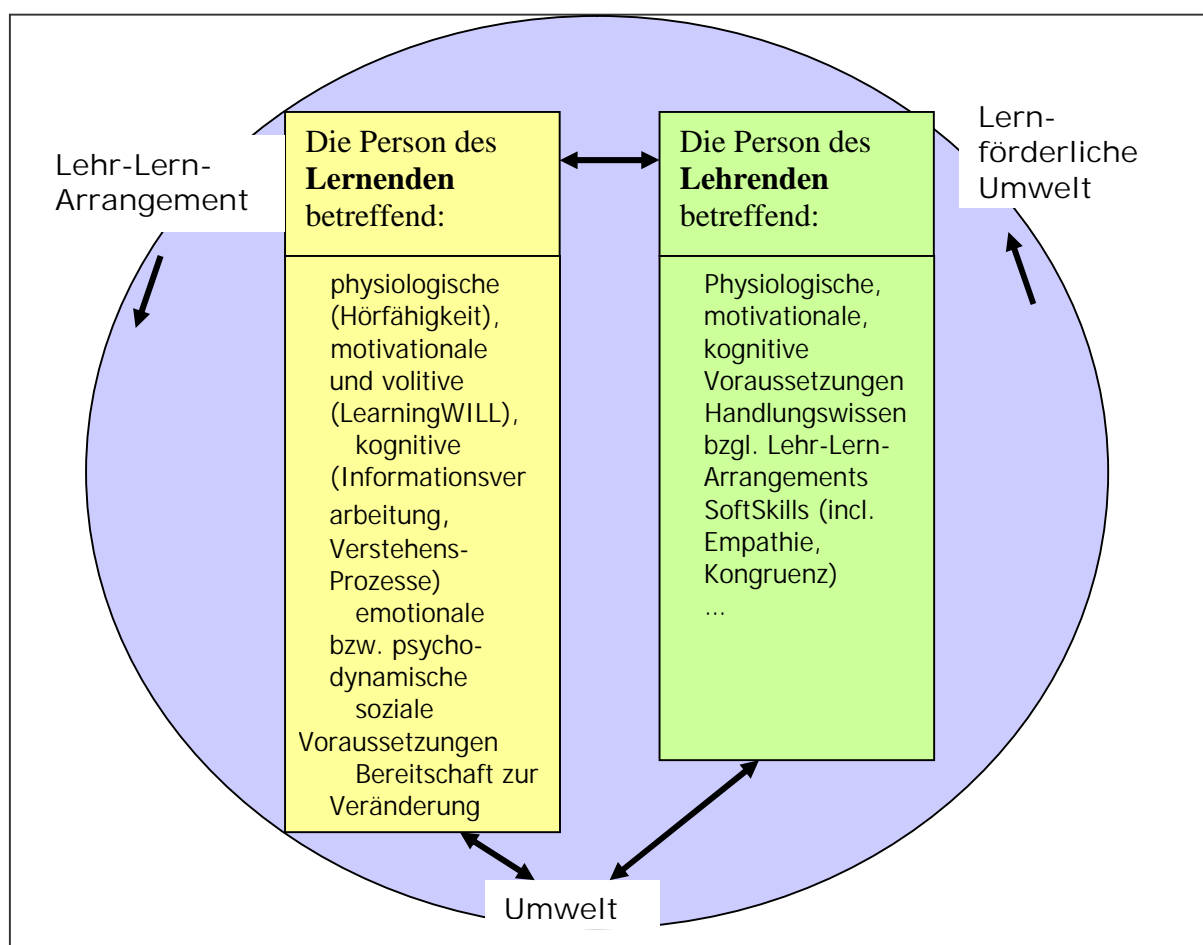 Lehr-Lern-
Arrangement
Die Person des
Lernenden
betreffend:
physiologische
(Hörfähigkeit),
motivationale
und volitive
(LearningWILL),
kognitive
(Informationsver
arbeitung,
Verstehens-
Prozesse)
emotionale
bzw. psycho-
dynamische
soziale
Voraussetzungen
Bereitschaft zur
Veränderung
Die Person des
Lehrenden
betreffend:
Physiologische,
motivationale,
kognitive
Voraussetzungen
Handlungswissen
bzgl. Lehr-Lern-
Arrangements
SoftSkills (incl.
Empathie,
Kongruenz)
...
Lern-
förderliche
Umwelt
Umwelt